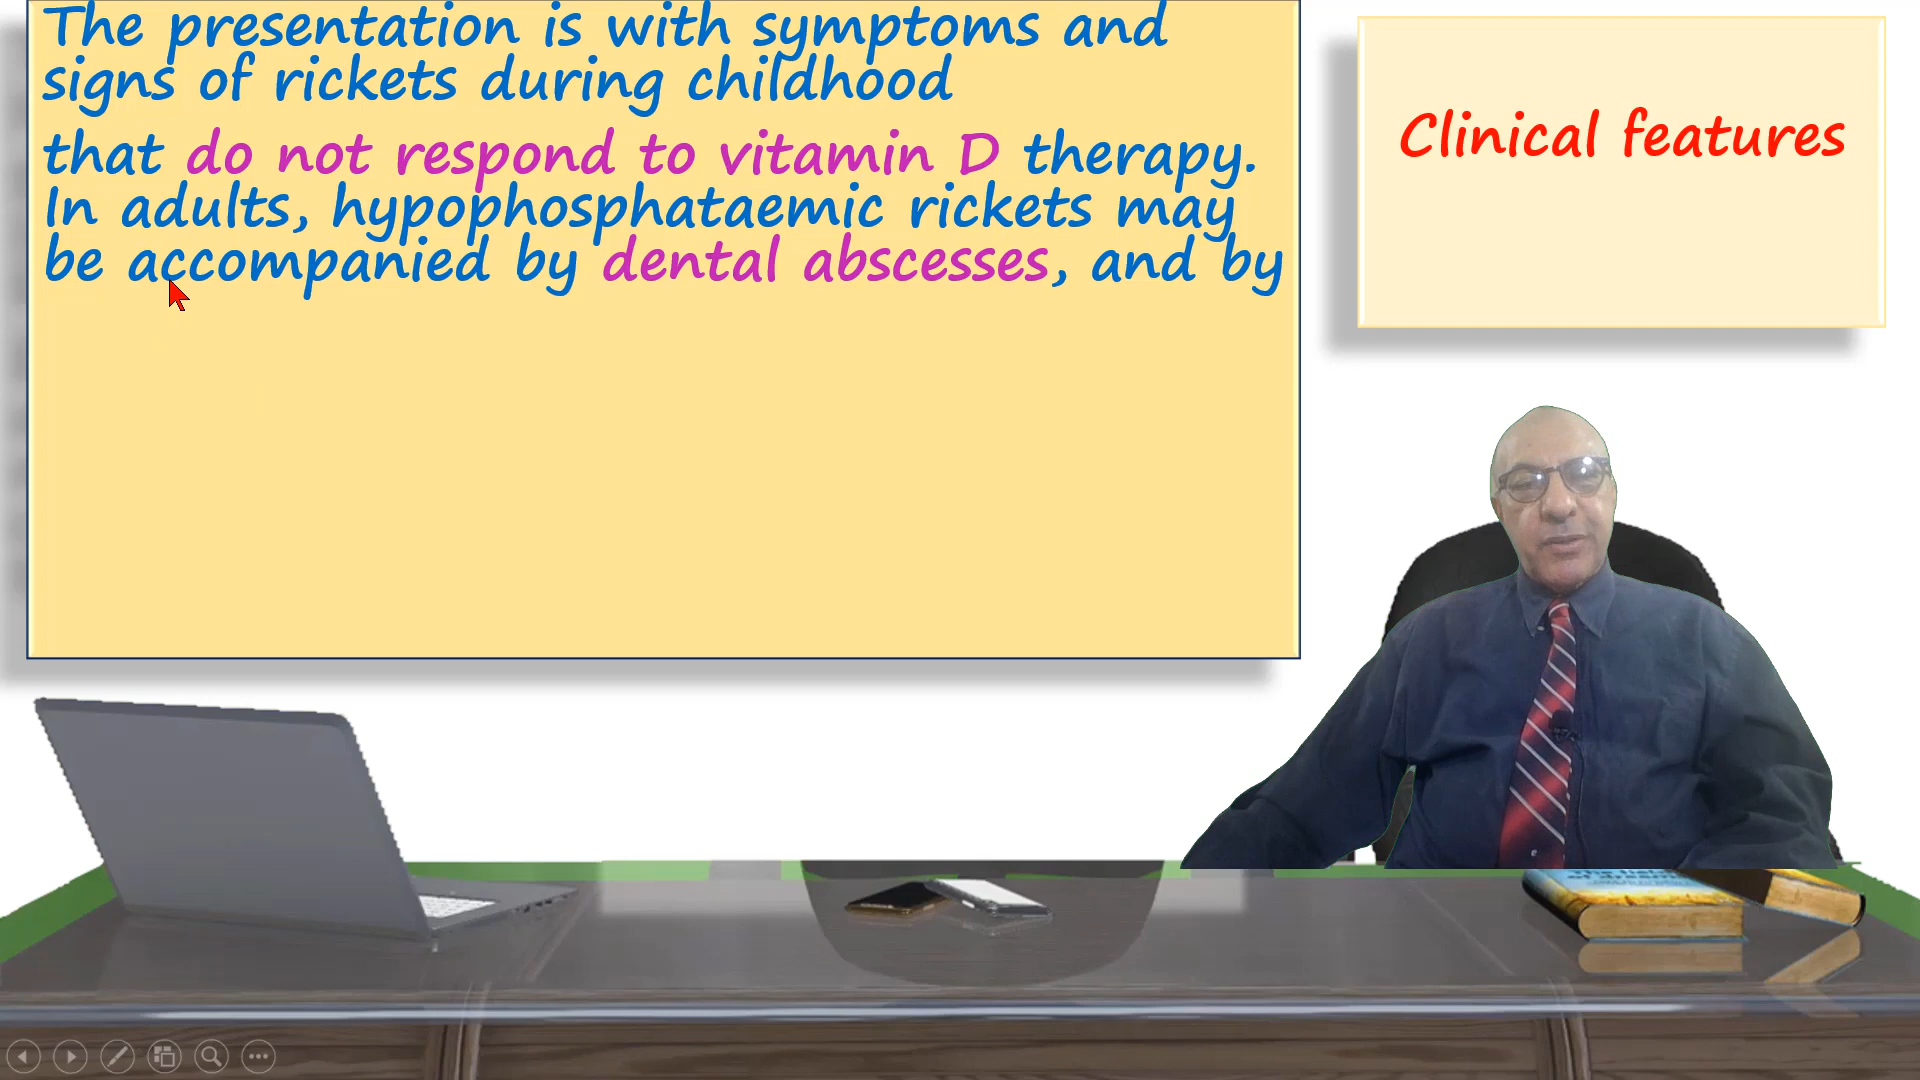 The presentation is with symptoms and
signs of rickets during childhood
that do not respond to vitamin D therapy.
In adults, hypophosphataemic rickets may
be accompanied by dental abscesses, and by
Clinical features